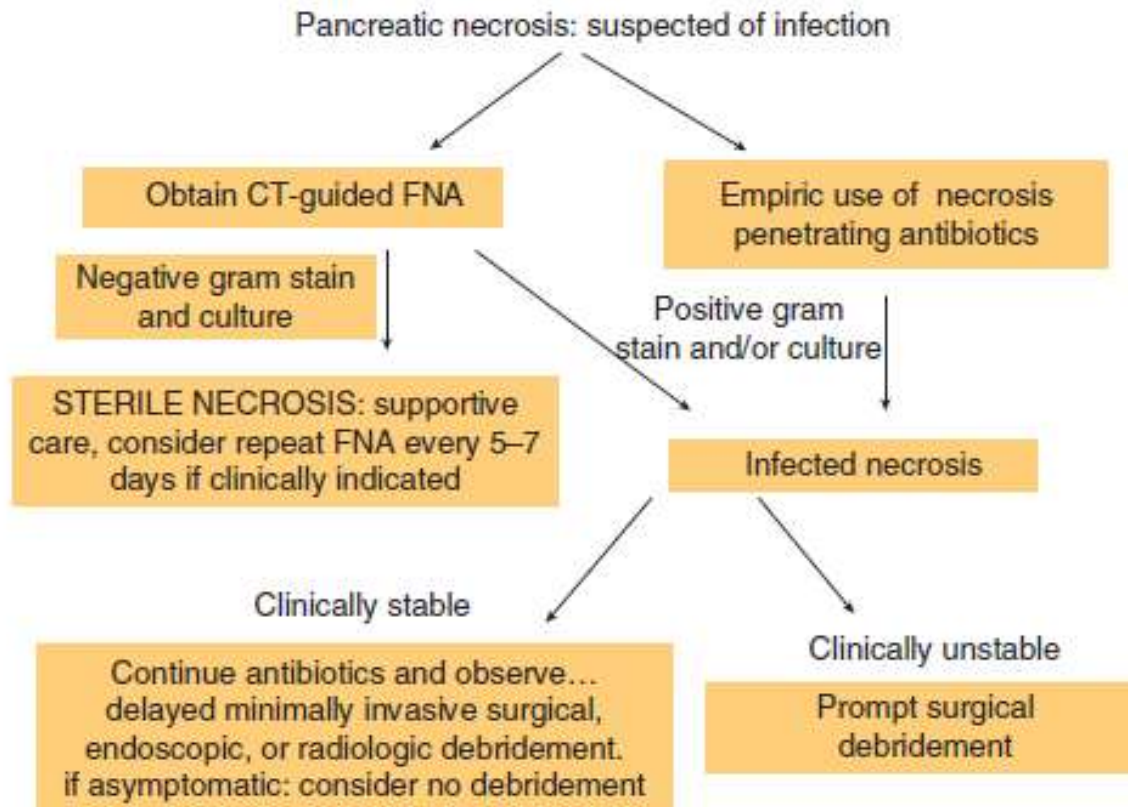 Pancreatic necrosis: suspected of infection
Obtain CT-guided FNA
Empiric use of necrosis
penetrating antibiotics
Negative gram stain
and culture
Positive gram
stain and/or culture
STERILE NECROSIS: supportive
care, consider repeat FNA every 5–7
days if clinically indicated
Infected necrosis
Clinically stable
Clinically unstable
Continue antibiotics and observe…
delayed minimally invasive surgical,
endoscopic, or radiologic debridement.
if asymptomatic: consider no debridement
Prompt surgical
debridement